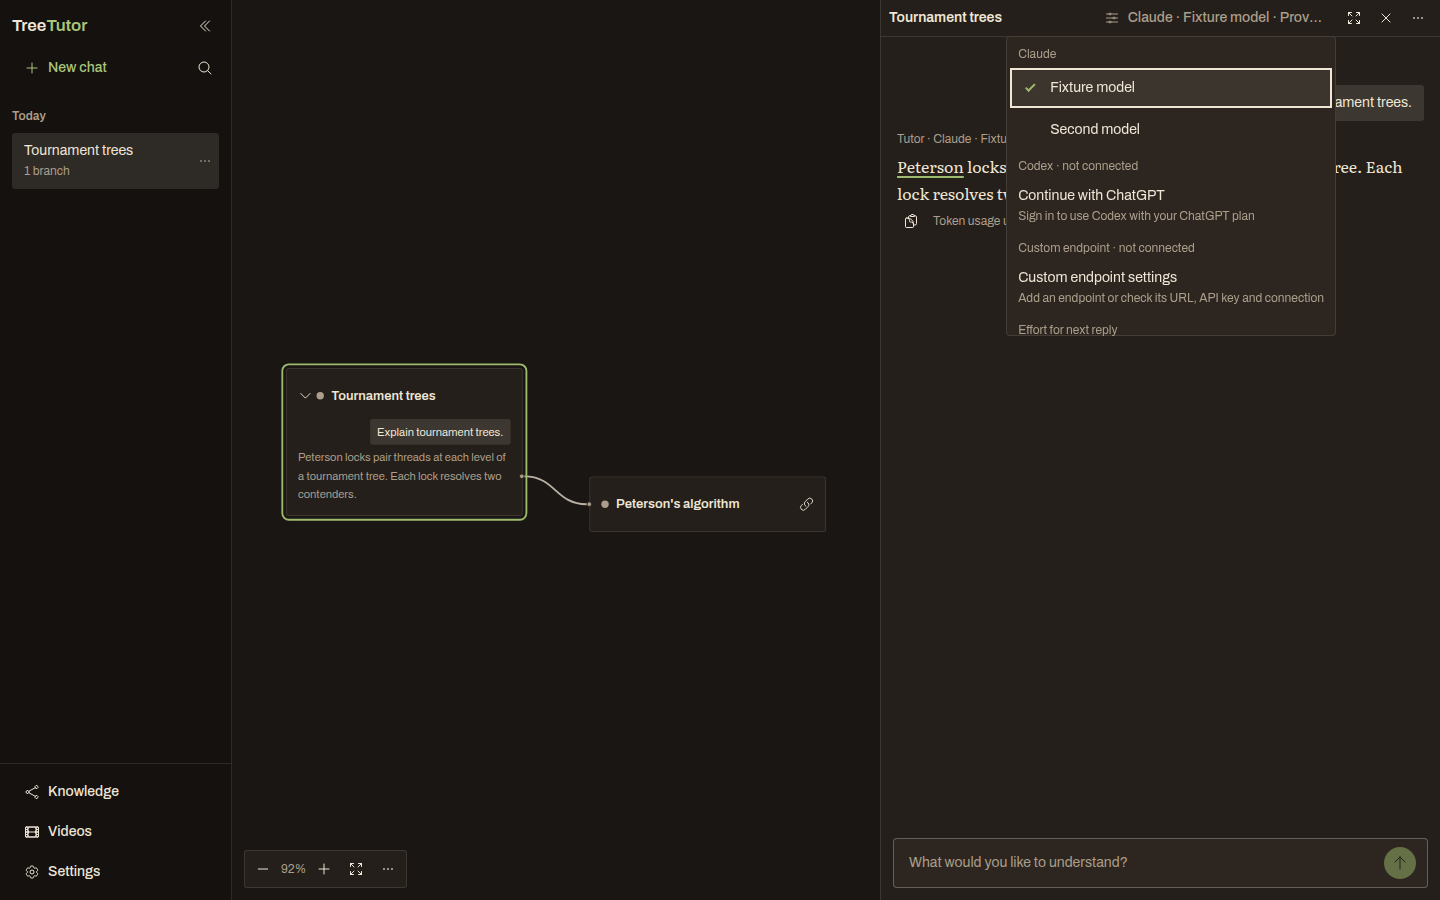 TreeTutor
New chat
Today
Tournament trees
1 branch
Knowledge
Videos
Settings
Tournament trees
Explain tournament trees.
Peterson locks pair threads at each level of
a tournament tree. Each lock resolves two
contenders.
Peterson's algorithm
92%
Tournament trees
Claude · Fixture model · Prov...
Claude
Fixture model
Second model
Codex · not connected
Continue with ChatGPT
Sign in to use Codex with your ChatGPT plan
Custom endpoint · not connected
Custom endpoint settings
Add an endpoint or check its URL, API key and connection
Effort for next reply
trees.
Tutor · Claude ·
Peterson locks
Each
lock resolves
Token usage
What would you like to understand?